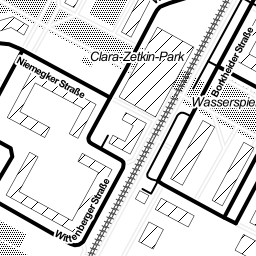 Clara-Zetkin-Park
Niemegker Straße
Borkheider Straße
Wasserspie
Wittenberger Straße